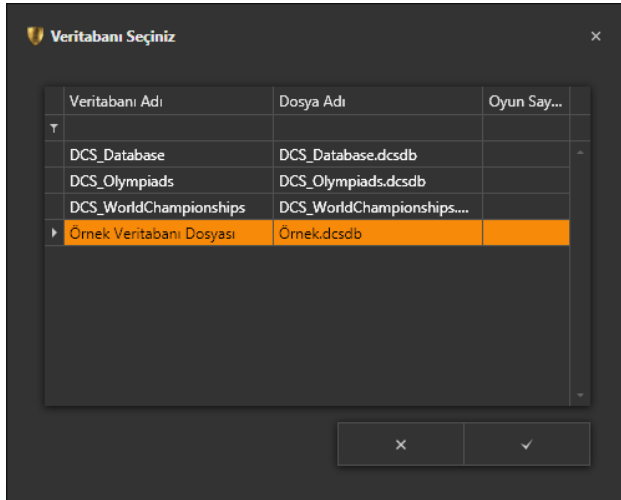 Veritabanı Seçiniz
Veritabanı Adı Dosya Adı Oyun Say...
DCS_Database DCS_Database.dcsdb
DCS_Olympiads DCS_Olympiads.dcsdb
DCS_WorldChampionships DCS_WorldChampionships....
Örnek Veritabanı Dosyası Örnek.dcsdb